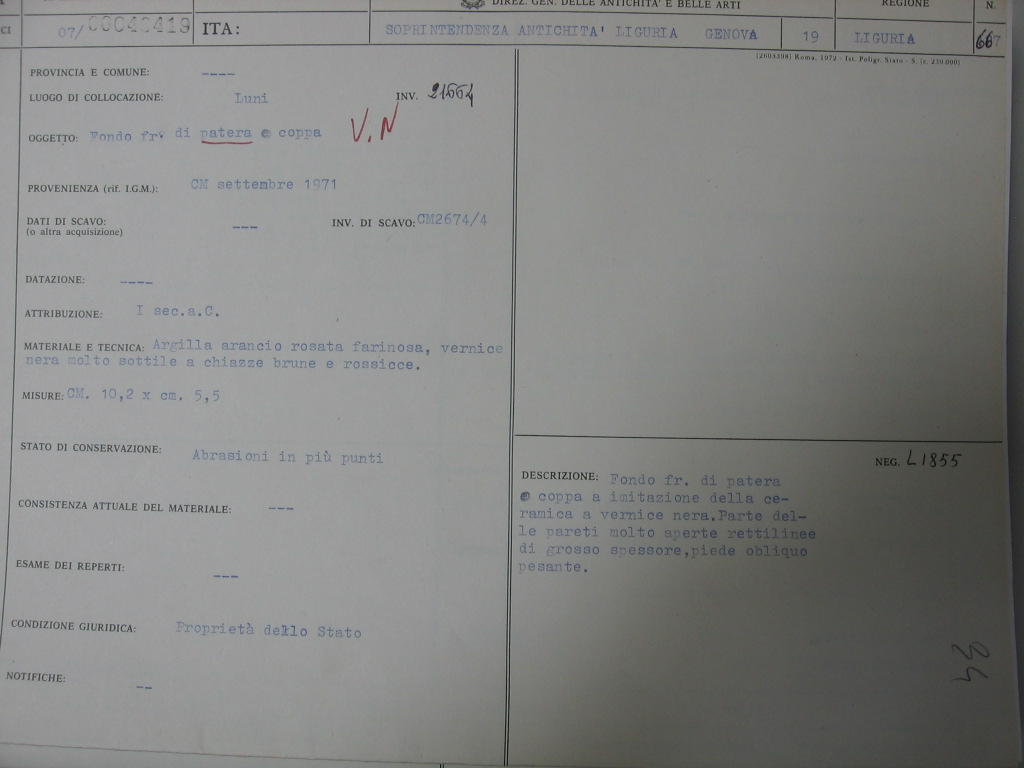 DIREZ. GEN. DELLE ANTICHITA' E BELLE ARTI
REGIONE
N.
CI
07/00040419
ITA:
SOPRINTENDENZA ANTICHITA' LIGURIA GENOVA
19
LIGURIA
667
(2603398) Roma, 1972 - Ist. Poligr. Stato - S. (c. 230.000)
PROVINCIA E COMUNE: ----
LUOGO DI COLLOCAZIONE: Luni
INV. 21664
OGGETTO: Fondo fr. di patera e coppa
V.N
PROVENIENZA (rif. I.G.M.): CM settembre 1971
DATI DI SCAVO: ---
(o altra acquisizione)
INV. DI SCAVO: CM2674/4
DATAZIONE: ----
ATTRIBUZIONE: I sec.a.C.
MATERIALE E TECNICA: Argilla arancio rosata farinosa, vernice
nera molto sottile a chiazze brune e rossicce.
MISURE: CM. 10,2 x cm. 5,5
STATO DI CONSERVAZIONE: Abrasioni in più punti
CONSISTENZA ATTUALE DEL MATERIALE: ---
ESAME DEI REPERTI: ---
CONDIZIONE GIURIDICA: Proprietà dello Stato
NOTIFICHE: --
NEG. L1855
DESCRIZIONE: Fondo fr. di patera
e coppa a imitazione della ce-
ramica a vernice nera.Parte del-
le pareti molto aperte rettilinee
di grosso spessore,piede obliquo
pesante.
34